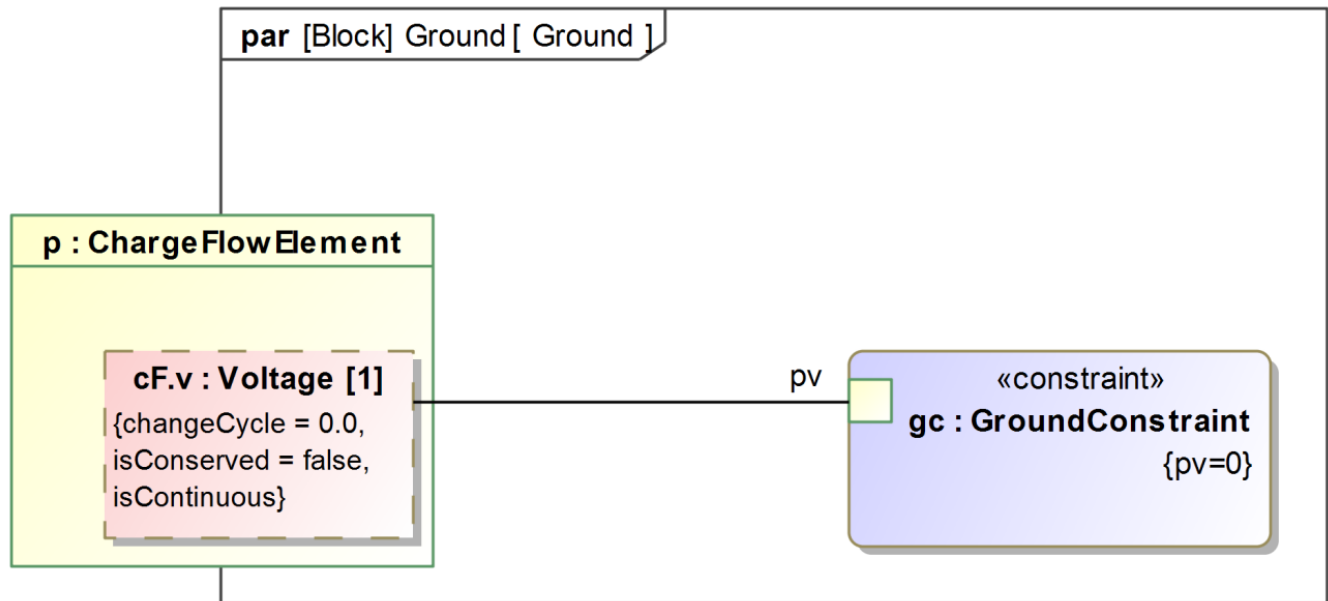 par [Block] Ground [ Ground ]
p : ChargeFlowElement
cF.v : Voltage [1]
{changeCycle = 0.0,
isConserved = false,
isContinuous}
pv
«constraint»
gc : GroundConstraint
{pv=0}